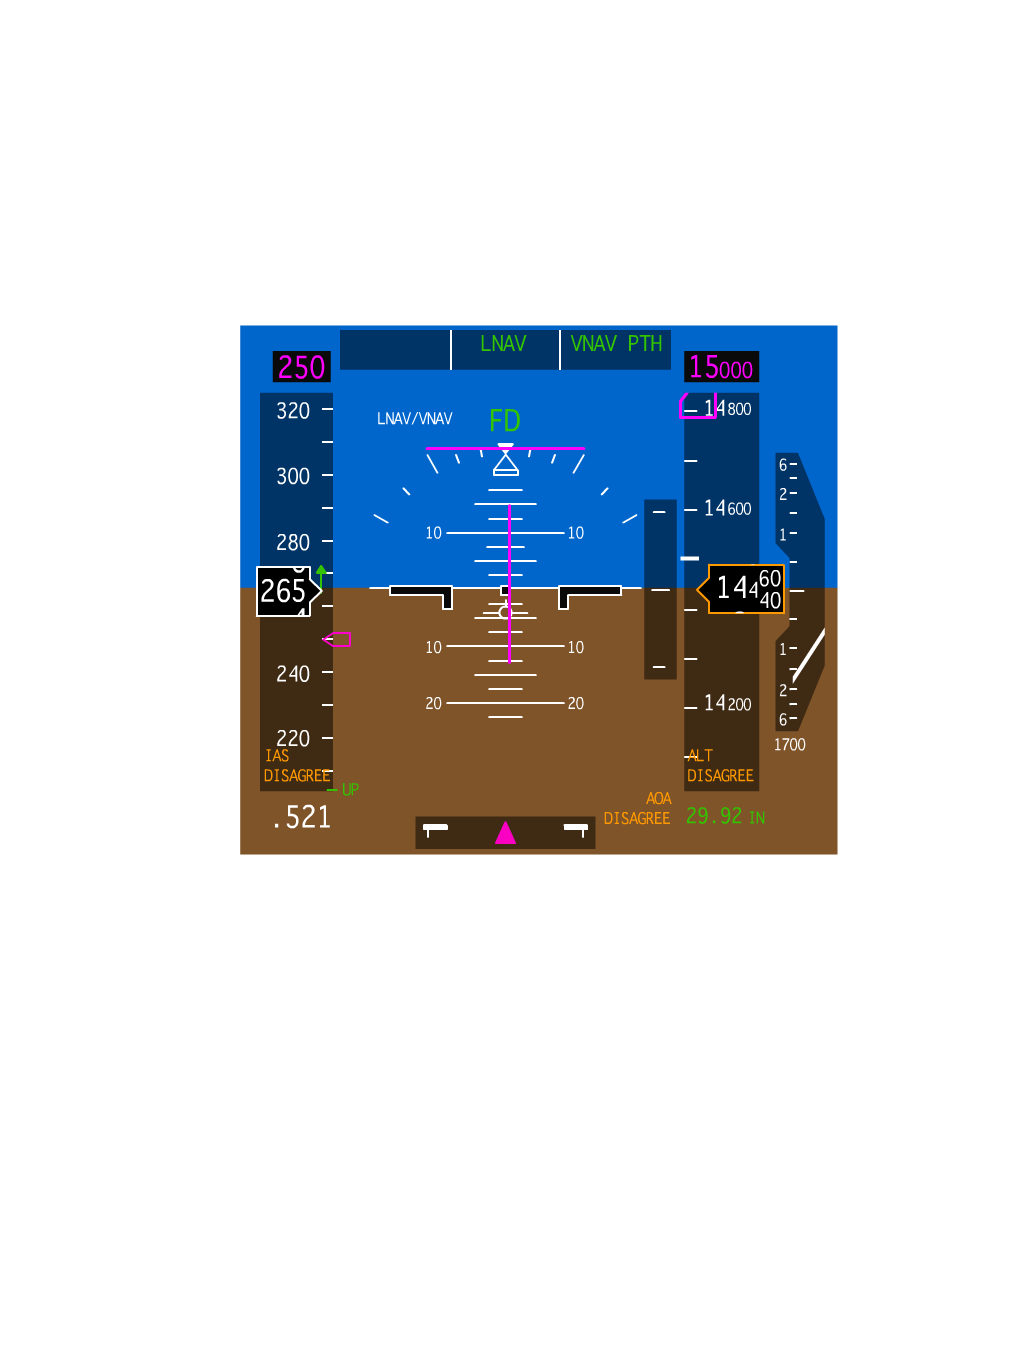 LNAV VNAV PTH
250 15000
LNAV/VNAV FD
320 14800
300 14600
280
265 14460
40
240
220
14200
10 10
10 10
20 20
6
2
1
1
2
6
1700
IAS
DISAGREE
ALT
DISAGREE
UP
AOA
DISAGREE
.521
29.92 IN